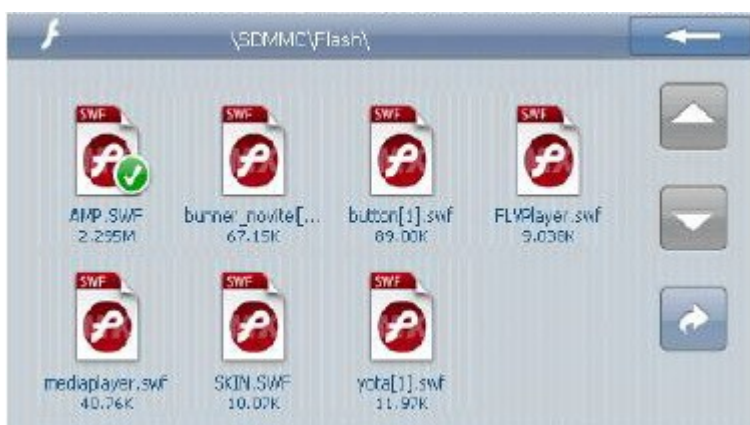 \SDMMC\Flash\
SWF SWF SWF SWF
AMP.SWF bunner_novite[... button[1].swf FLVPlayer.swf
2.295M 67.15K 89.00K 9.038K
SWF SWF SWF
mediaplayer.swf SKIN.SWF yota[1].swf
40.76K 10.07K 11.97K